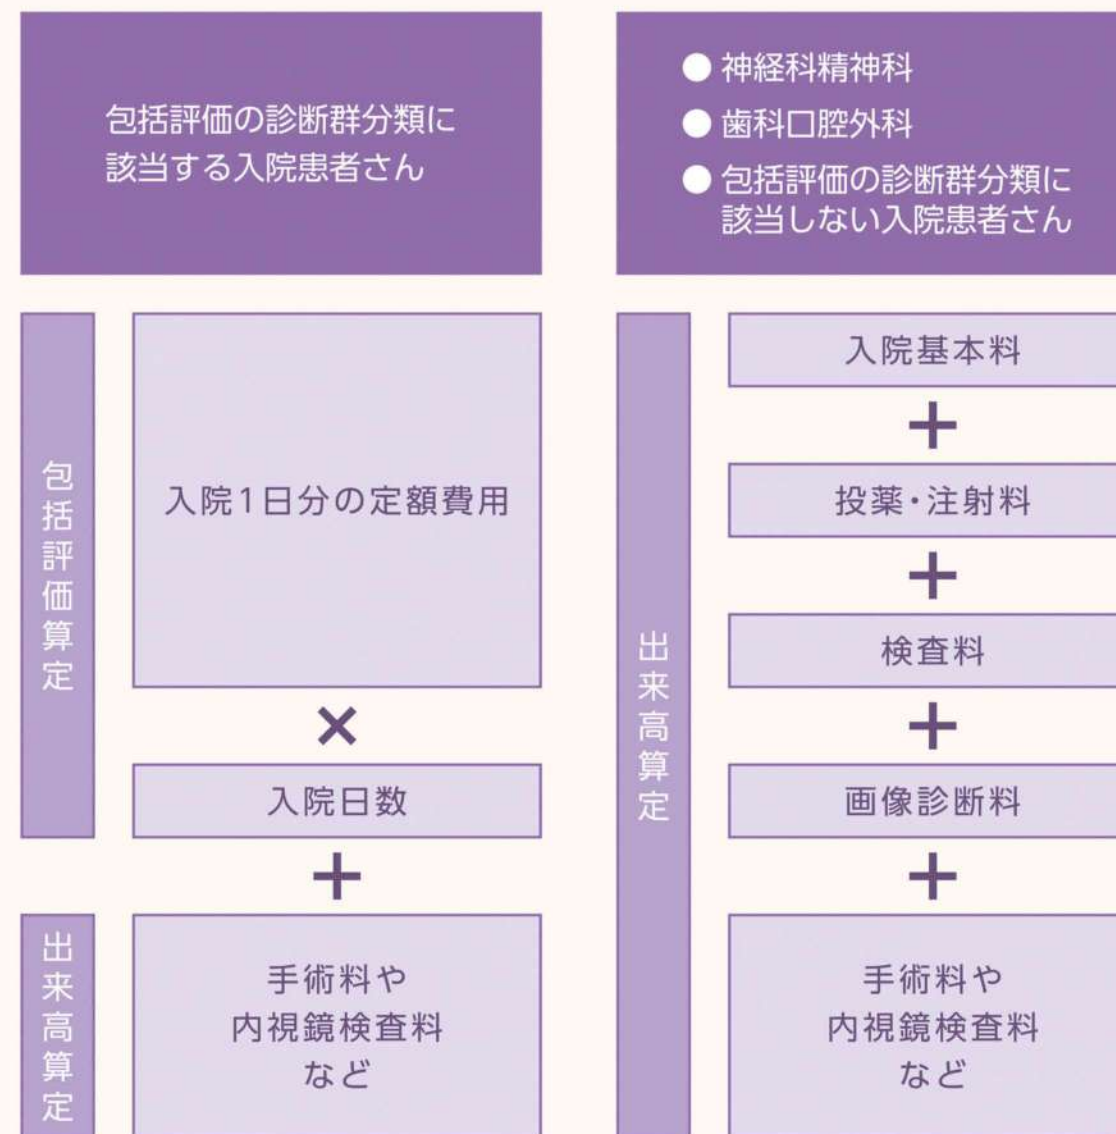 包括評価の診断群分類に
該当する入院患者さん
包括評価算定
入院1日分の定額費用
×
入院日数
+
出来高算定
手術料や
内視鏡検査料
など
● 神経科精神科
● 歯科口腔外科
● 包括評価の診断群分類に
該当しない入院患者さん
出来高算定
入院基本料
+
投薬・注射料
+
検査料
+
画像診断料
+
手術料や
内視鏡検査料
など